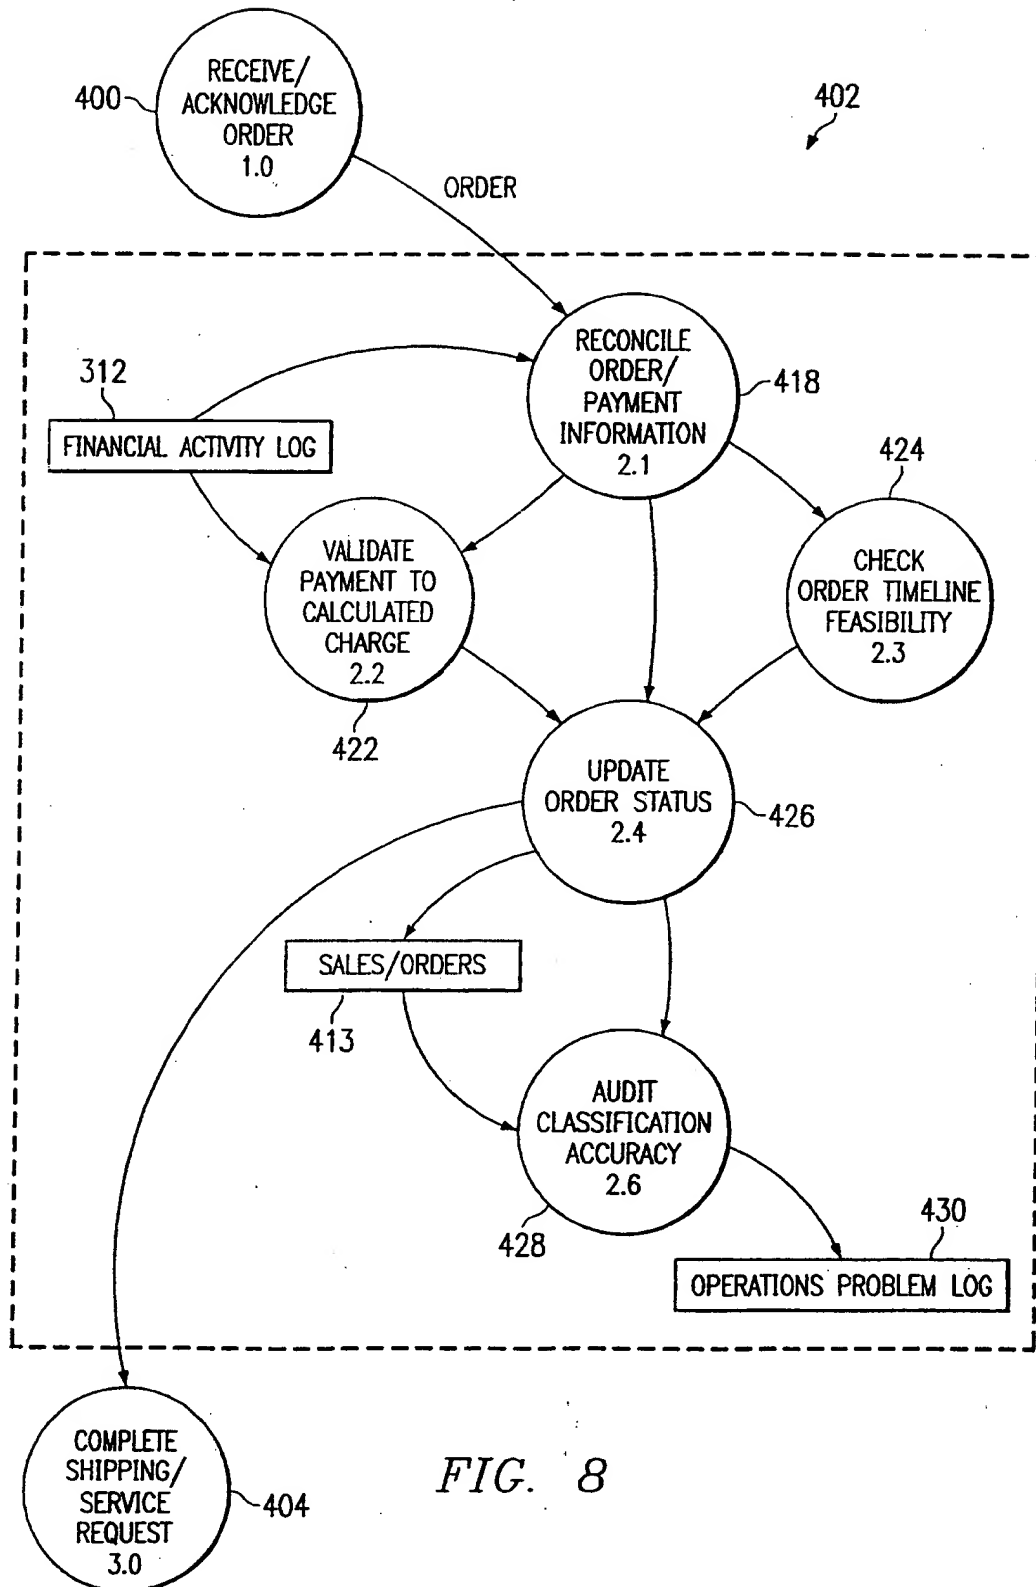 400
RECEIVE/
ACKNOWLEDGE
ORDER
1.0
402
ORDER
312
FINANCIAL ACTIVITY LOG
RECONCILE
ORDER/
PAYMENT
INFORMATION
2.1
418
424
CHECK
ORDER TIMELINE
FEASIBILITY
2.3
VALIDATE
PAYMENT TO
CALCULATED
CHARGE
2.2
422
UPDATE
ORDER STATUS
2.4
426
SALES/ORDERS
413
AUDIT
CLASSIFICATION
ACCURACY
2.6
428
430
OPERATIONS PROBLEM LOG
COMPLETE
SHIPPING/
SERVICE
REQUEST
3.0
404
FIG. 8